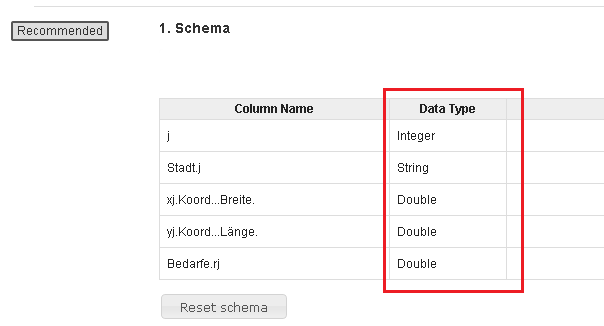 Recommended
1. Schema
Column Name Data Type
j Integer
Stadt.j String
xj.Koord...Breite. Double
yj.Koord...Länge. Double
Bedarfe.rj Double
Reset schema